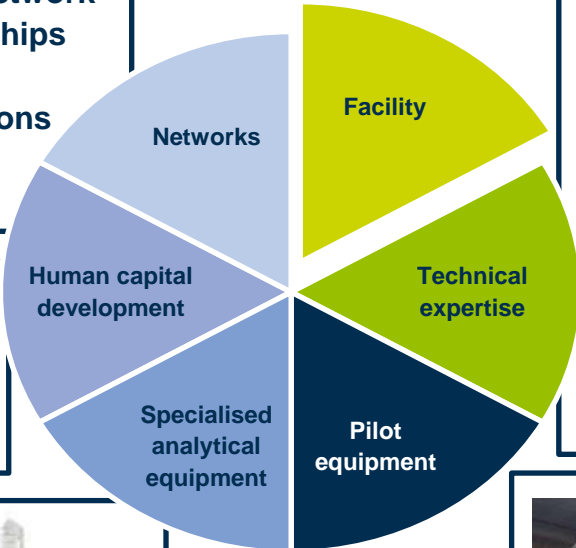 hips
ons
Networks
Facility
Human capital
development
Technical
expertise
Specialised
analytical
equipment
Pilot
equipment